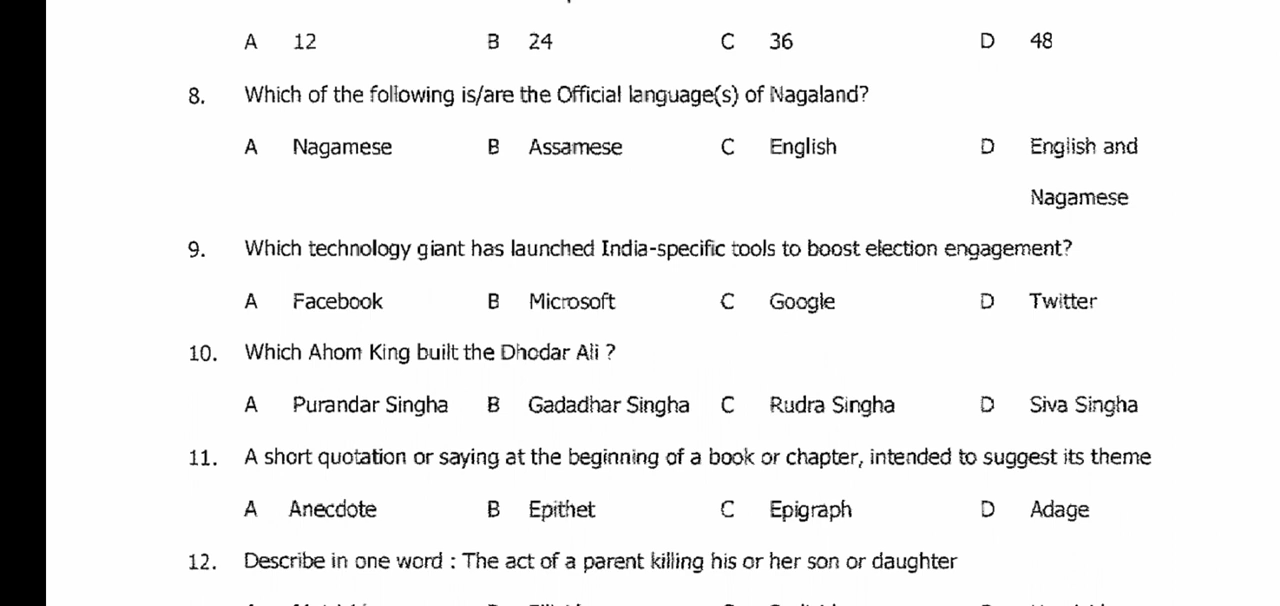 A 12 B 24 C 36 D 48
8. Which of the following is/are the Official language(s) of Nagaland?
A Nagamese B Assamese C English D English and
Nagamese
9. Which technology giant has launched India-specific tools to boost election engagement?
A Facebook B Microsoft C Google D Twitter
10. Which Ahom King built the Dhodar Ali ?
A Purandar Singha B Gadadhar Singha C Rudra Singha D Siva Singha
11. A short quotation or saying at the beginning of a book or chapter, intended to suggest its theme
A Anecdote B Epithet C Epigraph D Adage
12. Describe in one word : The act of a parent killing his or her son or daughter